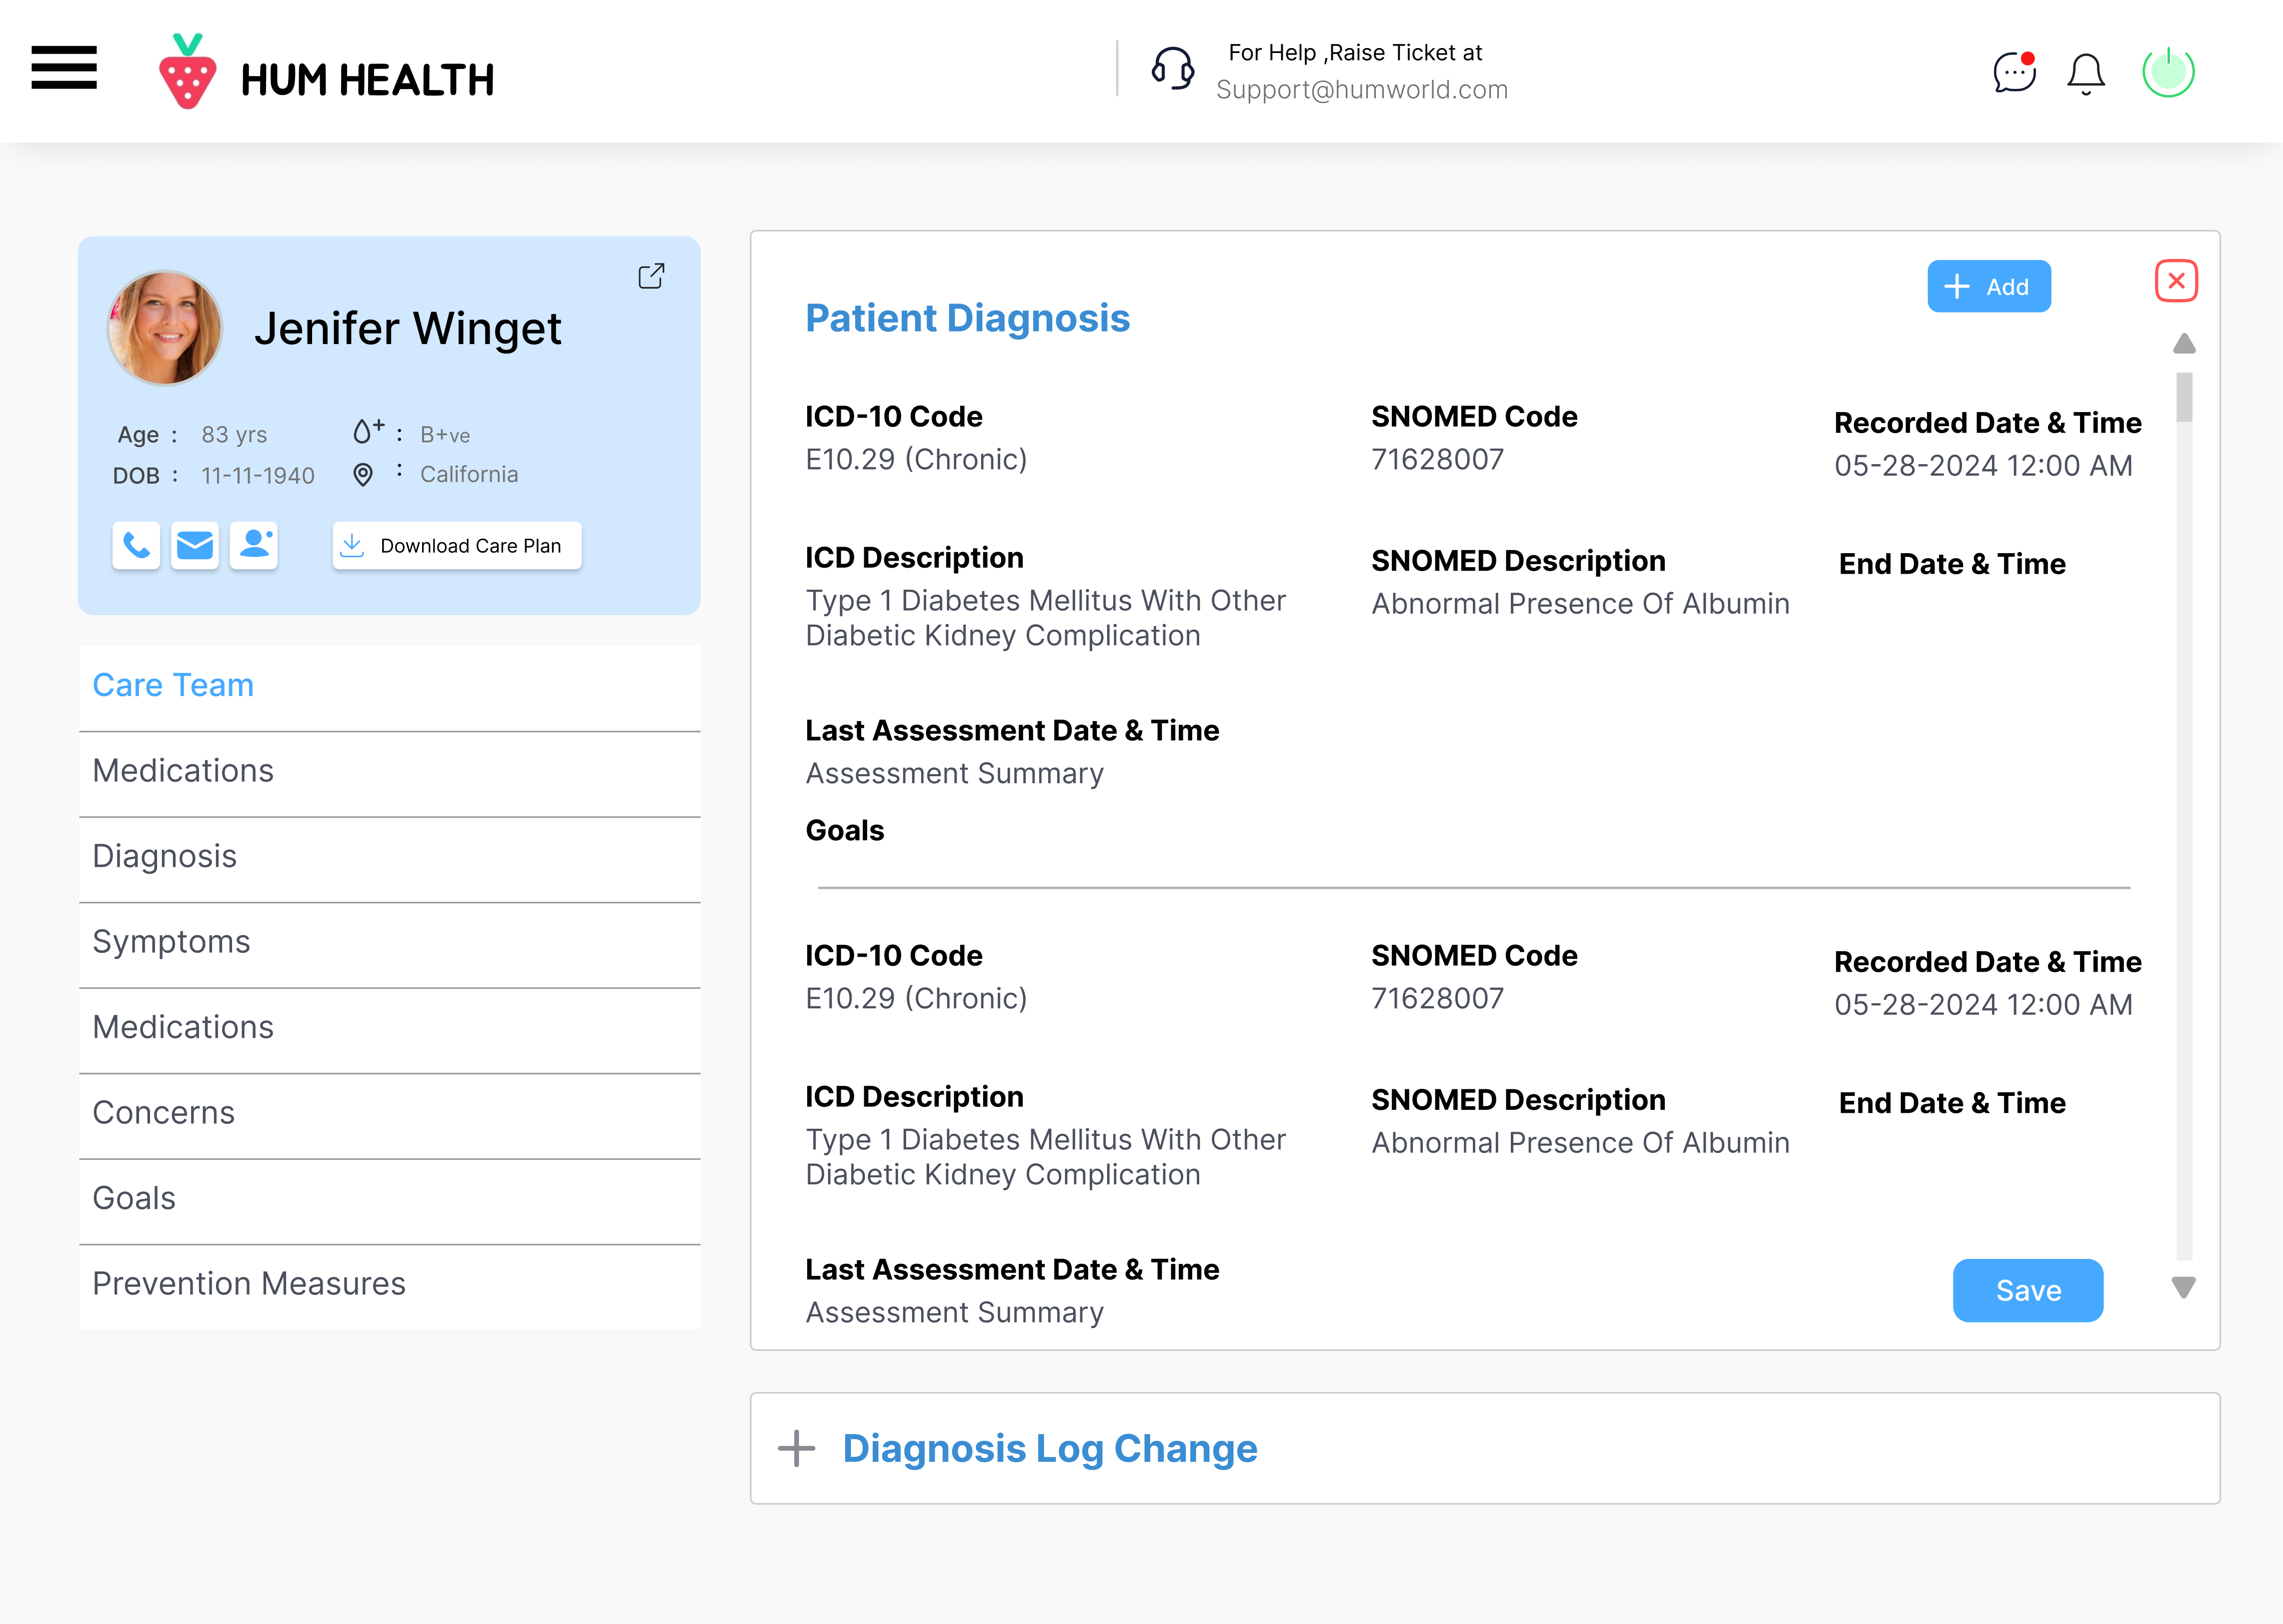 HUM HEALTH
For Help ,Raise Ticket at
Support@humworld.com
Jenifer Winget
Age : 83 yrs
: B+ve
DOB : 11-11-1940
: California
Download Care Plan
Care Team
Medications
Diagnosis
Symptoms
Medications
Concerns
Goals
Prevention Measures
+ Add
Patient Diagnosis
ICD-10 Code
E10.29 (Chronic)
SNOMED Code
71628007
Recorded Date & Time
05-28-2024 12:00 AM
ICD Description
Type 1 Diabetes Mellitus With Other
Diabetic Kidney Complication
SNOMED Description
Abnormal Presence Of Albumin
End Date & Time
Last Assessment Date & Time
Assessment Summary
Goals
ICD-10 Code
E10.29 (Chronic)
SNOMED Code
71628007
Recorded Date & Time
05-28-2024 12:00 AM
ICD Description
Type 1 Diabetes Mellitus With Other
Diabetic Kidney Complication
SNOMED Description
Abnormal Presence Of Albumin
End Date & Time
Last Assessment Date & Time
Assessment Summary
Save
+ Diagnosis Log Change